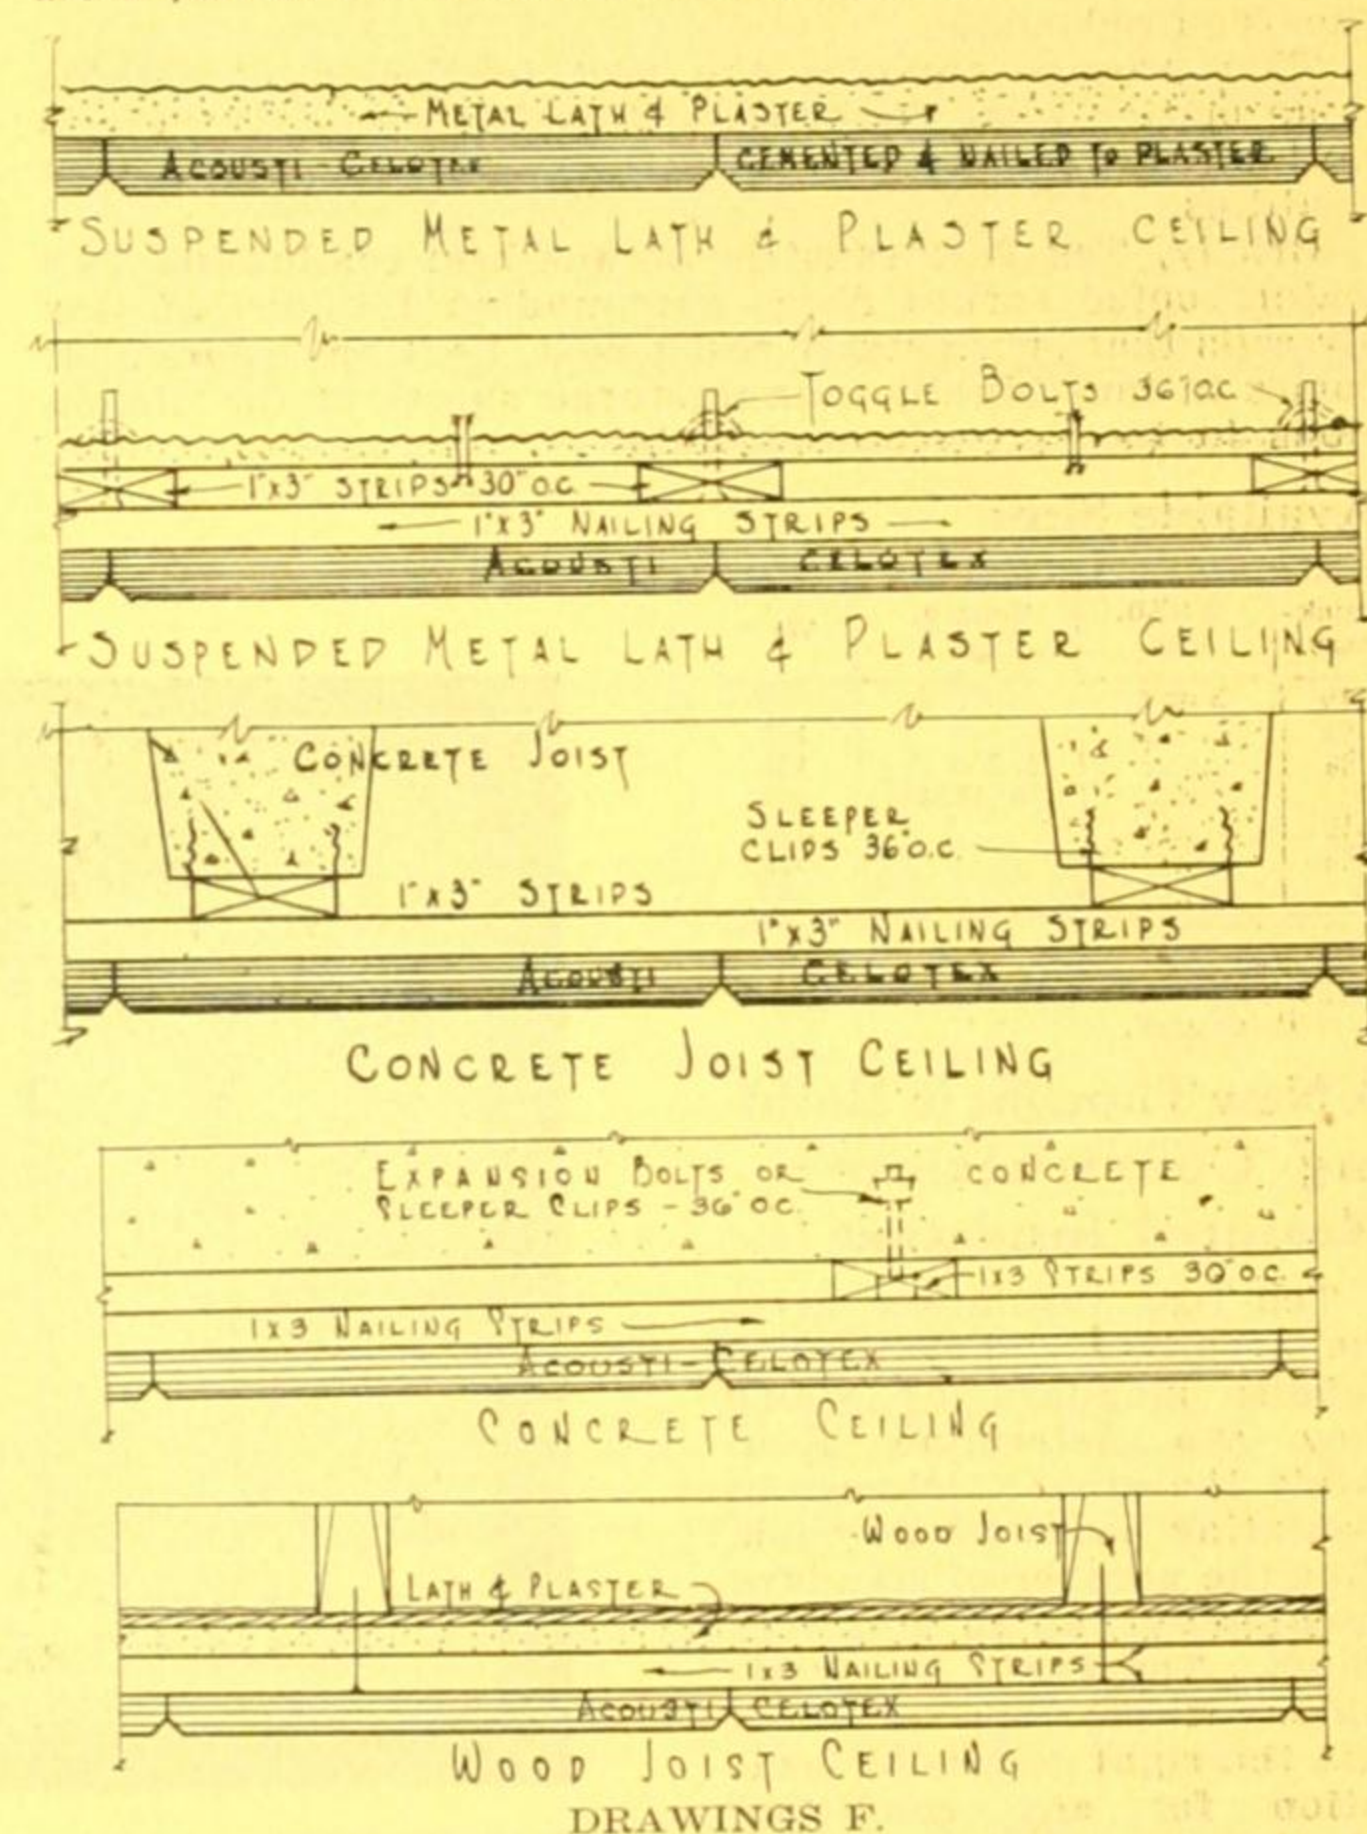 METAL LATH & PLASTER
ACOUSTI-CELOTEX CEMENTED & NAILED TO PLASTER
SUSPENDED METAL LATH & PLASTER CEILING
TOGGLE BOLTS 36" O.C.
1"x3" STRIPS 30" O.C.
1"x3" NAILING STRIPS
ACOUSTI CELOTEX
SUSPENDED METAL LATH & PLASTER CEILING
CONCRETE JOIST
SLEEPER
CLIPS 36" O.C.
1"x3" STRIPS
1"x3" NAILING STRIPS
ACOUSTI CELOTEX
CONCRETE JOIST CEILING
EXPANSION BOLTS OR CONCRETE
SLEEPER CLIPS - 36" O.C.
1x3 STRIPS 30" O.C.
1x3 NAILING STRIPS
ACOUSTI-CELOTEX
CONCRETE CEILING
WOOD JOIST
LATH & PLASTER
1x3 NAILING STRIPS
ACOUSTI CELOTEX
WOOD JOIST CEILING
DRAWINGS F.